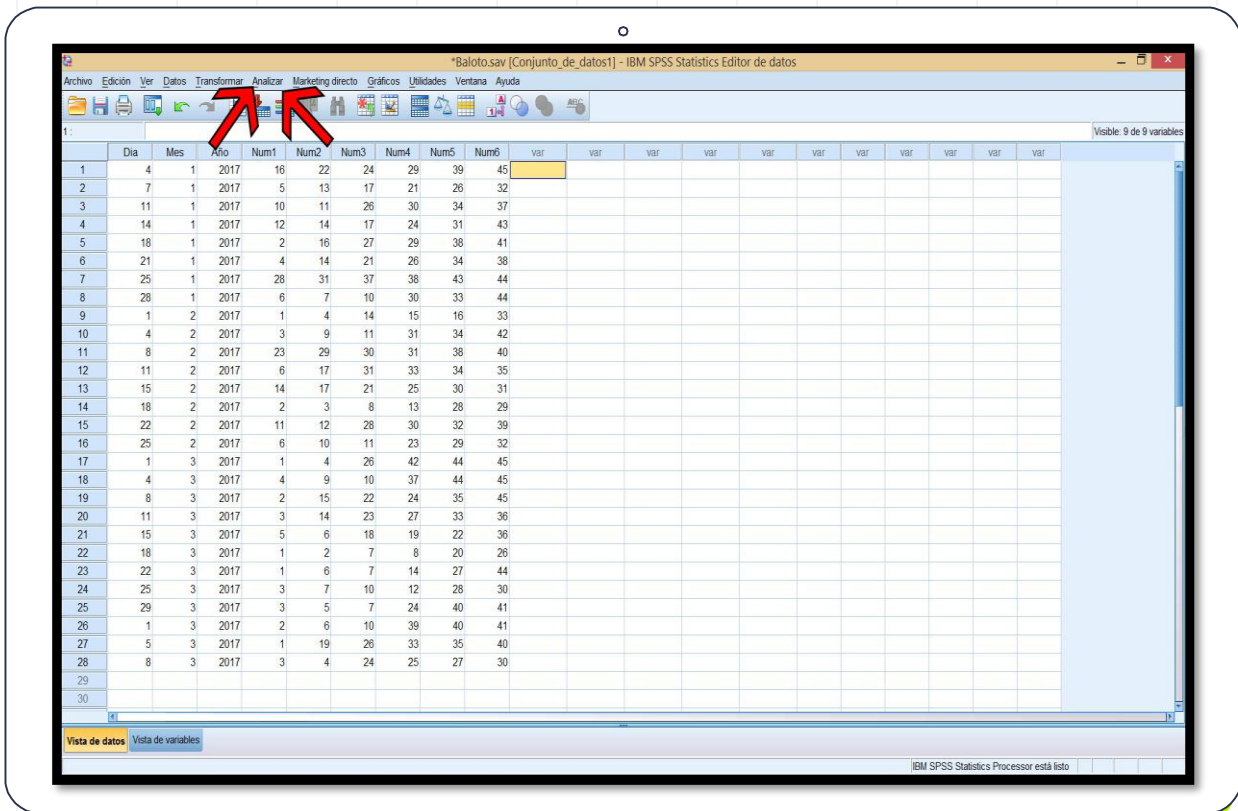 *Baloto.sav [Conjunto_de_datos1] - IBM SPSS Statistics Editor de datos
Archivo Edición Ver Datos Transformar Analizar Marketing directo Gráficos Utilidades Ventana Ayuda
1 : Visible: 9 de 9 variables
Dia Mes Año Num1 Num2 Num3 Num4 Num5 Num6 var var var var var var var var var var var
1 4 1 2017 16 22 24 29 39 45
2 7 1 2017 5 13 17 21 26 32
3 11 1 2017 10 11 26 30 34 37
4 14 1 2017 12 14 17 24 31 43
5 18 1 2017 2 16 27 29 38 41
6 21 1 2017 4 14 21 26 34 38
7 25 1 2017 28 31 37 38 43 44
8 28 1 2017 6 7 10 30 33 44
9 1 2 2017 1 4 14 15 16 33
10 4 2 2017 3 9 11 31 34 42
11 8 2 2017 23 29 30 31 38 40
12 11 2 2017 6 17 31 33 34 35
13 15 2 2017 14 17 21 25 30 31
14 18 2 2017 2 3 8 13 28 29
15 22 2 2017 11 12 28 30 32 39
16 25 2 2017 6 10 11 23 29 32
17 1 3 2017 1 4 26 42 44 45
18 4 3 2017 4 9 10 37 44 45
19 8 3 2017 2 15 22 24 35 45
20 11 3 2017 3 14 23 27 33 36
21 15 3 2017 5 6 18 19 22 36
22 18 3 2017 1 2 7 8 20 26
23 22 3 2017 1 6 7 14 27 44
24 25 3 2017 3 7 10 12 28 30
25 29 3 2017 3 5 7 24 40 41
26 1 3 2017 2 6 10 39 40 41
27 5 3 2017 1 19 26 33 35 40
28 8 3 2017 3 4 24 25 27 30
29
30
Vista de datos Vista de variables
IBM SPSS Statistics Processor está listo